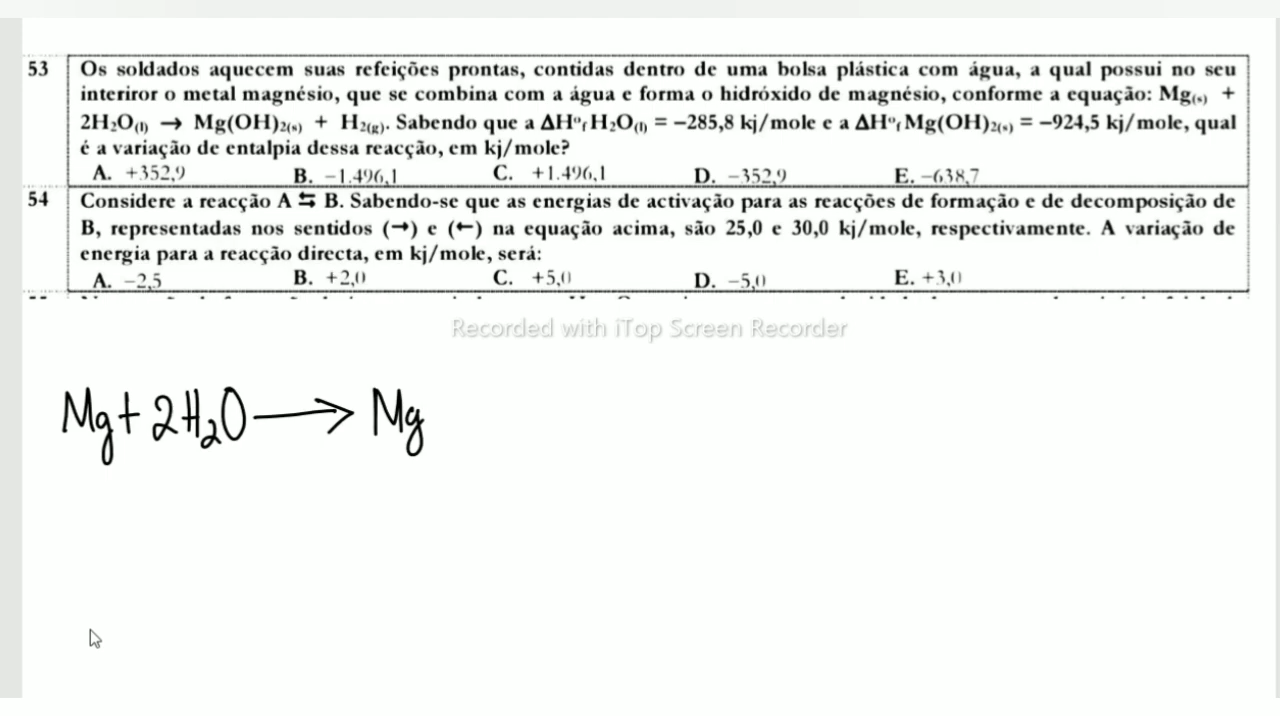 53 Os soldados aquecem suas refeições prontas, contidas dentro de uma bolsa plástica com água, a qual possui no seu
interiror o metal magnésio, que se combina com a água e forma o hidróxido de magnésio, conforme a equação: Mg(s) +
2H₂O(l) → Mg(OH)₂(s) + H₂(g). Sabendo que a ΔHºf H₂O(l) = −285,8 kj/mole e a ΔHºf Mg(OH)₂(s) = −924,5 kj/mole, qual
é a variação de entalpia dessa reacção, em kj/mole?
A. +352,9 B. −1.496,1 C. +1.496,1 D. −352,9 E. −638,7
54 Considere a reacção A ⇆ B. Sabendo-se que as energias de activação para as reacções de formação e de decomposição de
B, representadas nos sentidos (→) e (←) na equação acima, são 25,0 e 30,0 kj/mole, respectivamente. A variação de
energia para a reacção directa, em kj/mole, será:
A. −2,5 B. +2,0 C. +5,0 D. −5,0 E. +3,0
Recorded with iTop Screen Recorder
Mg + 2H₂O → Mg